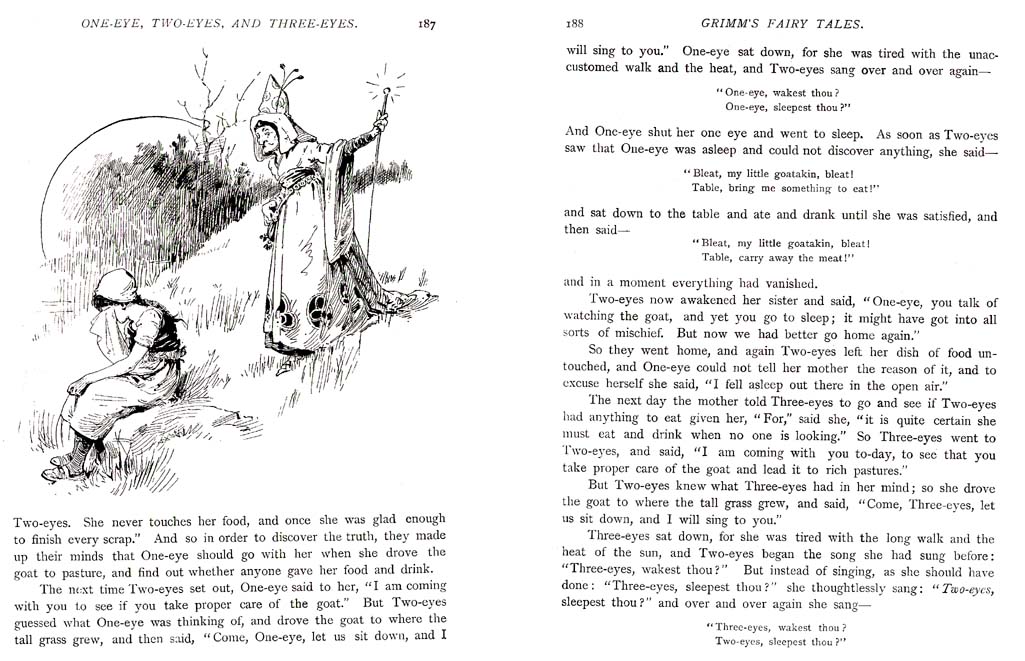 ONE-EYE, TWO-EYES, AND THREE-EYES. 187
Two-eyes. She never touches her food, and once she was glad enough
to finish every scrap." And so in order to discover the truth, they made
up their minds that One-eye should go with her when she drove the
goat to pasture, and find out whether anyone gave her food and drink.
The next time Two-eyes set out, One-eye said to her, "I am coming
with you to see if you take proper care of the goat." But Two-eyes
guessed what One-eye was thinking of, and drove the goat to where the
tall grass grew, and then said, "Come, One-eye, let us sit down, and I
188 GRIMM'S FAIRY TALES.
will sing to you." One-eye sat down, for she was tired with the unac-
customed walk and the heat, and Two-eyes sang over and over again—
"One-eye, wakest thou?
One-eye, sleepest thou?"
And One-eye shut her one eye and went to sleep. As soon as Two-eyes
saw that One-eye was asleep and could not discover anything, she said—
"Bleat, my little goatakin, bleat!
Table, bring me something to eat!"
and sat down to the table and ate and drank until she was satisfied, and
then said—
"Bleat, my little goatakin, bleat!
Table, carry away the meat!"
and in a moment everything had vanished.
Two-eyes now awakened her sister and said, "One-eye, you talk of
watching the goat, and yet you go to sleep; it might have got into all
sorts of mischief. But now we had better go home again."
So they went home, and again Two-eyes left her dish of food un-
touched, and One-eye could not tell her mother the reason of it, and to
excuse herself she said, "I fell asleep out there in the open air."
The next day the mother told Three-eyes to go and see if Two-eyes
had anything to eat given her, "For," said she, "it is quite certain she
must eat and drink when no one is looking." So Three-eyes went to
Two-eyes, and said, "I am coming with you to-day, to see that you
take proper care of the goat and lead it to rich pastures."
But Two-eyes knew what Three-eyes had in her mind; so she drove
the goat to where the tall grass grew, and said, "Come, Three-eyes, let
us sit down, and I will sing to you."
Three-eyes sat down, for she was tired with the long walk and the
heat of the sun, and Two-eyes began the song she had sung before:
"Three-eyes, wakest thou?" But instead of singing, as she should have
done: "Three-eyes, sleepest thou?" she thoughtlessly sang: "Two-eyes,
sleepest thou?" and over and over again she sang—
"Three-eyes, wakest thou?
Two-eyes, sleepest thou?"